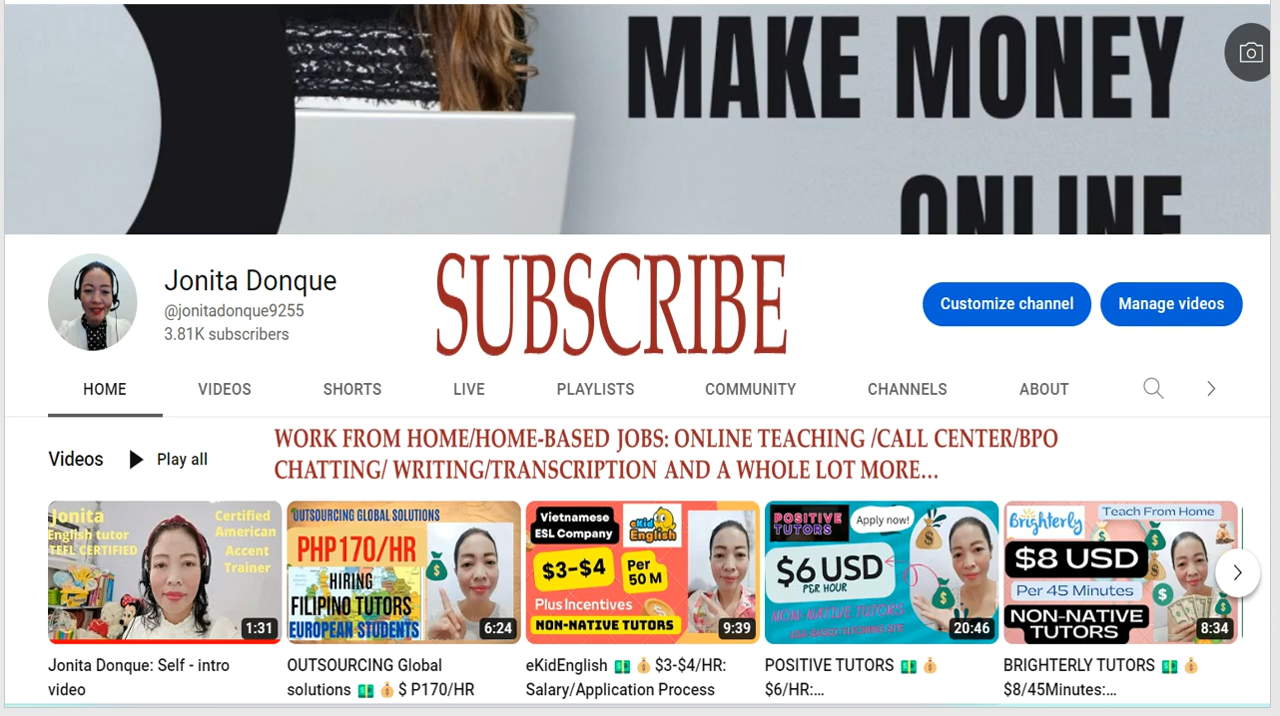 MAKE MONEY
ONLINE
Jonita Donque
@jonitadonque9255
3.81K subscribers
SUBSCRIBE
Customize channel
Manage videos
HOME
VIDEOS
SHORTS
LIVE
PLAYLISTS
COMMUNITY
CHANNELS
ABOUT
WORK FROM HOME/HOME-BASED JOBS: ONLINE TEACHING /CALL CENTER/BPO
CHATTING/ WRITING/TRANSCRIPTION AND A WHOLE LOT MORE...
Videos
Play all
Jonita
English tutor
TEFL CERTIFIED
Certified
American
Accent
Trainer
1:31
OUTSOURCING GLOBAL SOLUTIONS
PHP170/HR
HIRING
FILIPINO TUTORS
EUROPEAN STUDENTS
6:24
Vietnamese
ESL Company
eKid
English
$3-$4
Per
50 M
Plus Incentives
NON-NATIVE TUTORS
9:39
POSITIVE
TUTORS
Apply now!
$6 USD
PER HOUR
NON-NATIVE TUTORS
USA-BASED TUTORING SITE
20:46
Brighterly
Teach From Home
$8 USD
Per 45 Minutes
NON-NATIVE
TUTORS
8:34
Jonita Donque: Self - intro
video
OUTSOURCING Global
solutions 💵 💰 $ P170/HR
eKidEnglish 💵 💰 $3-$4/HR:
Salary/Application Process
POSITIVE TUTORS 💵 💰
$6/HR:...
BRIGHTERLY TUTORS 💵 💰
$8/45Minutes:...